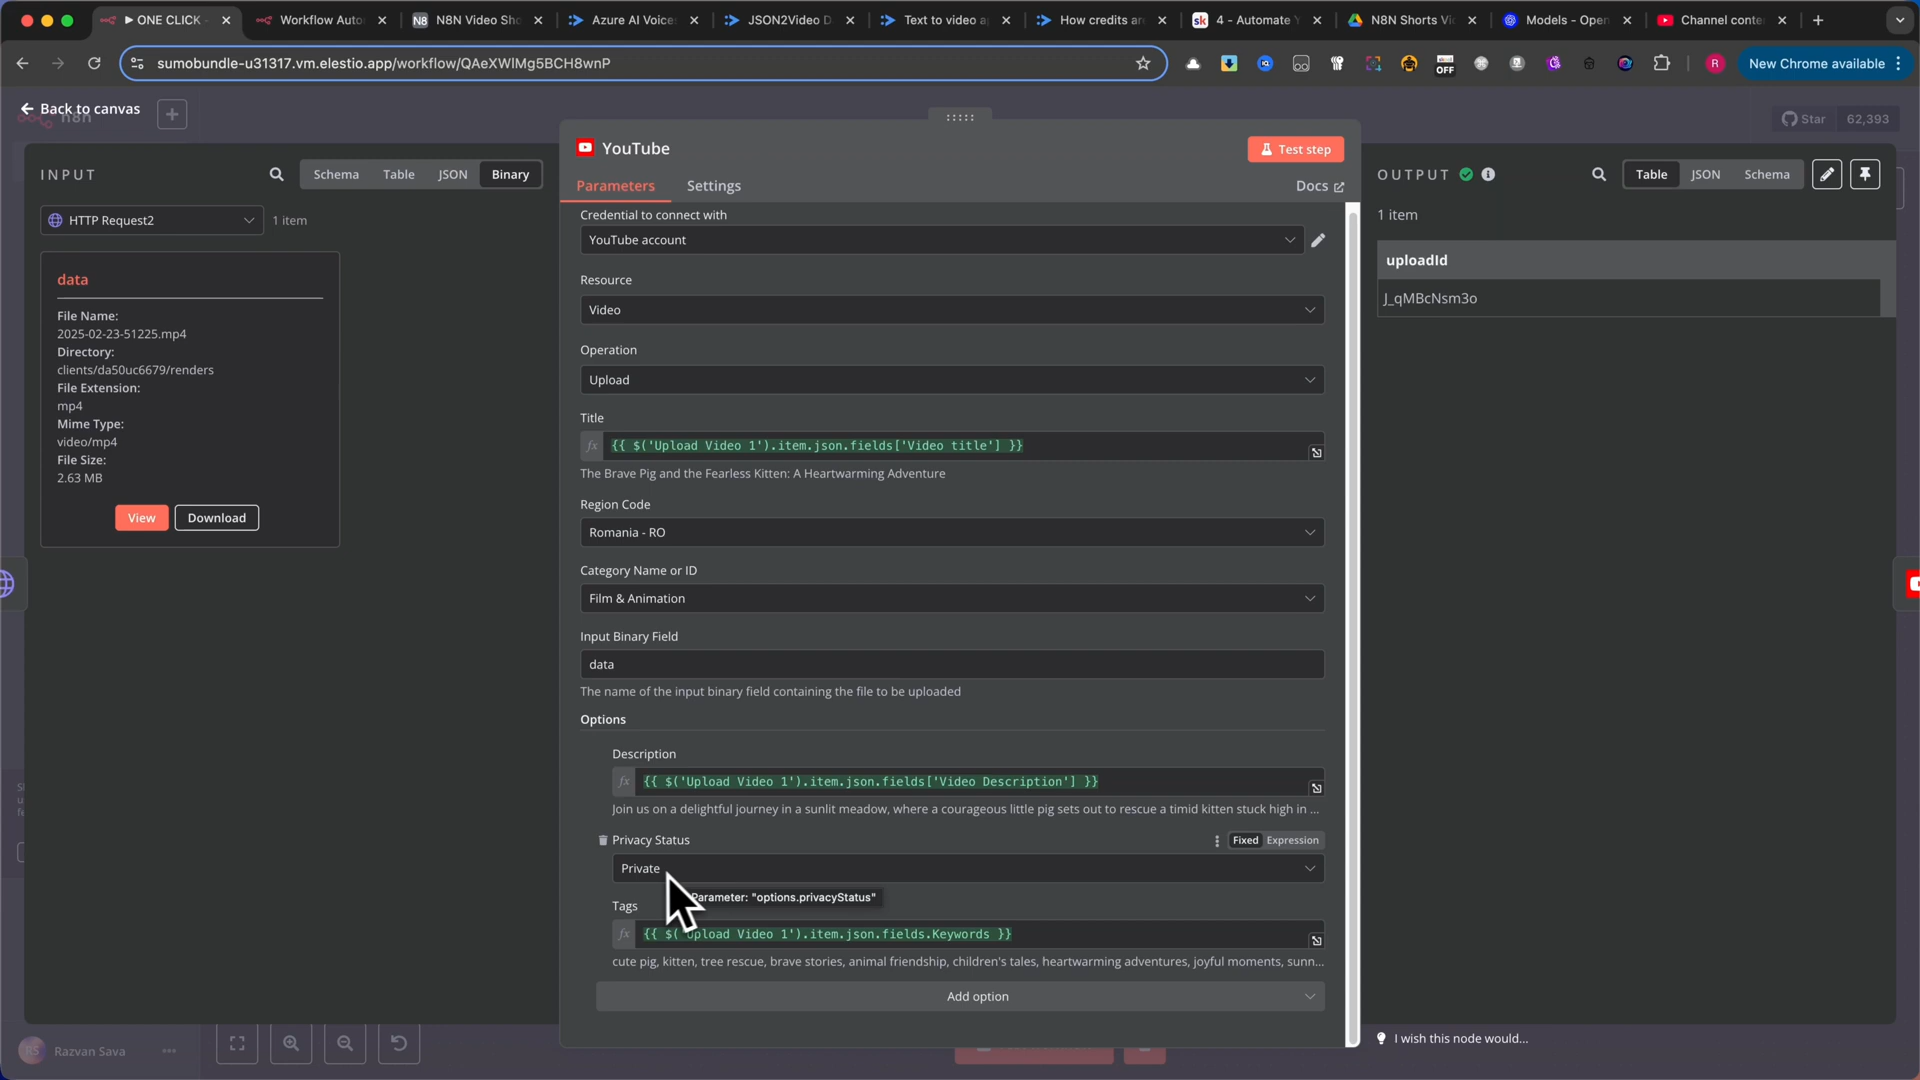 ONE CLICK
Workflow Auto
N8N Video Sho
Azure AI Voice
JSON2Video D
Text to video a
How credits ar
4 - Automate Y
N8N Shorts Vi
Models - Open
Channel conte
sumobundle-u31317.vm.elestio.app/workflow/QAeXWlMg5BCH8wnP
OFF
R
New Chrome available
Back to canvas
n8n
Star
62,393
INPUT
Schema
Table
JSON
Binary
HTTP Request2
1 item
data
File Name:
2025-02-23-51225.mp4
Directory:
clients/da50uc6679/renders
File Extension:
mp4
Mime Type:
video/mp4
File Size:
2.63 MB
View
Download
YouTube
Test step
Parameters
Settings
Docs
Credential to connect with
YouTube account
Resource
Video
Operation
Upload
Title
fx {{ $('Upload Video 1').item.json.fields['Video title'] }}
The Brave Pig and the Fearless Kitten: A Heartwarming Adventure
Region Code
Romania - RO
Category Name or ID
Film & Animation
Input Binary Field
data
The name of the input binary field containing the file to be uploaded
Options
Description
fx {{ $('Upload Video 1').item.json.fields['Video Description'] }}
Join us on a delightful journey in a sunlit meadow, where a courageous little pig sets out to rescue a timid kitten stuck high in ...
Privacy Status
Fixed
Expression
Private
Parameter: "options.privacyStatus"
Tags
fx {{ $('Upload Video 1').item.json.fields.Keywords }}
cute pig, kitten, tree rescue, brave stories, animal friendship, children's tales, heartwarming adventures, joyful moments, sunn...
Add option
OUTPUT
Table
JSON
Schema
1 item
uploadId
J_qMBcNsm3o
I wish this node would...
RS
Razvan Sava